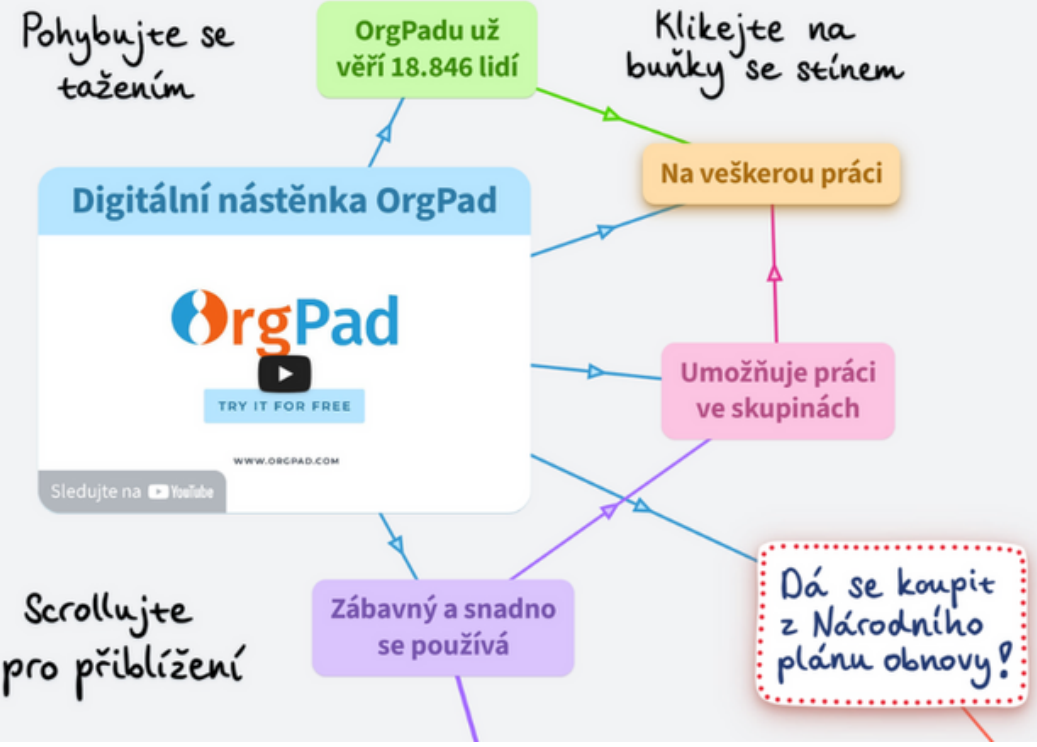 Pohybujte se
tažením
OrgPadu už
věří 18.846 lidí
Klikejte na
buňky se stínem
Na veškerou práci
Digitální nástěnka OrgPad
OrgPad
TRY IT FOR FREE
WWW.ORGPAD.COM
Sledujte na YouTube
Umožňuje práci
ve skupinách
Scrollujte
pro přiblížení
Zábavný a snadno
se používá
Dá se koupit
z Národního
plánu obnovy!